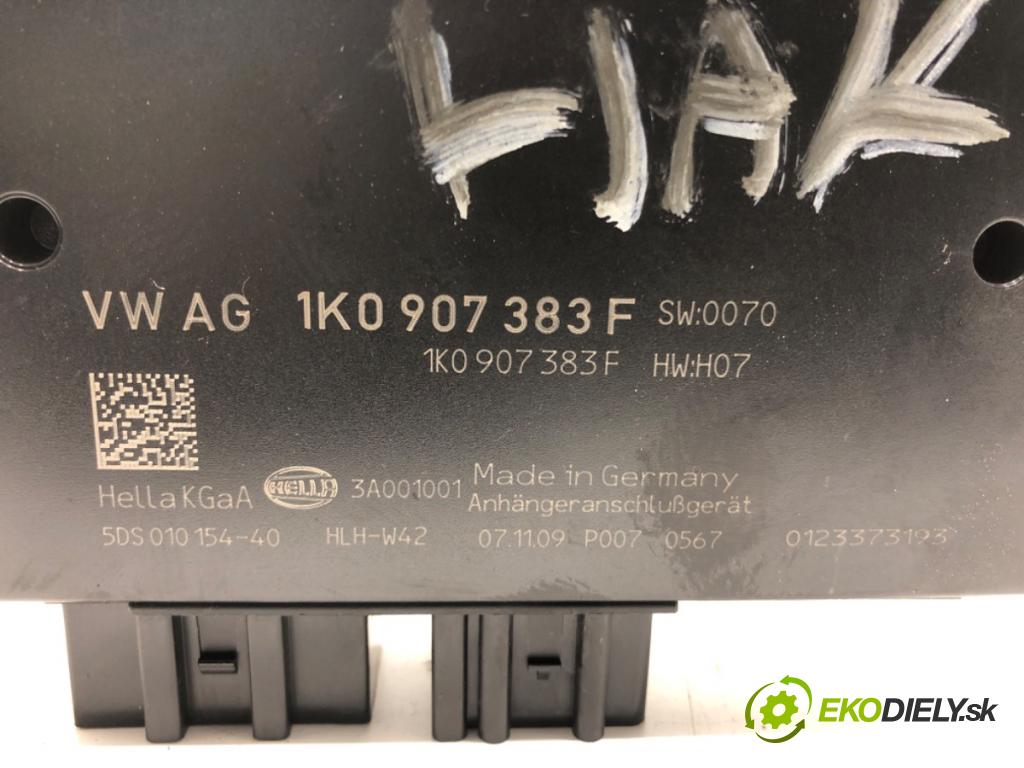 LIAK
VW AG 1K0 907 383 F SW:0070
1K0 907 383 F HW:H07
Hella KGaA HELLA 3A001001 Made in Germany
Anhängeranschlußgerät
5DS 010 154-40 HLH-W42 07.11.09 P007 0567 0123373193
EKODIELY.sk